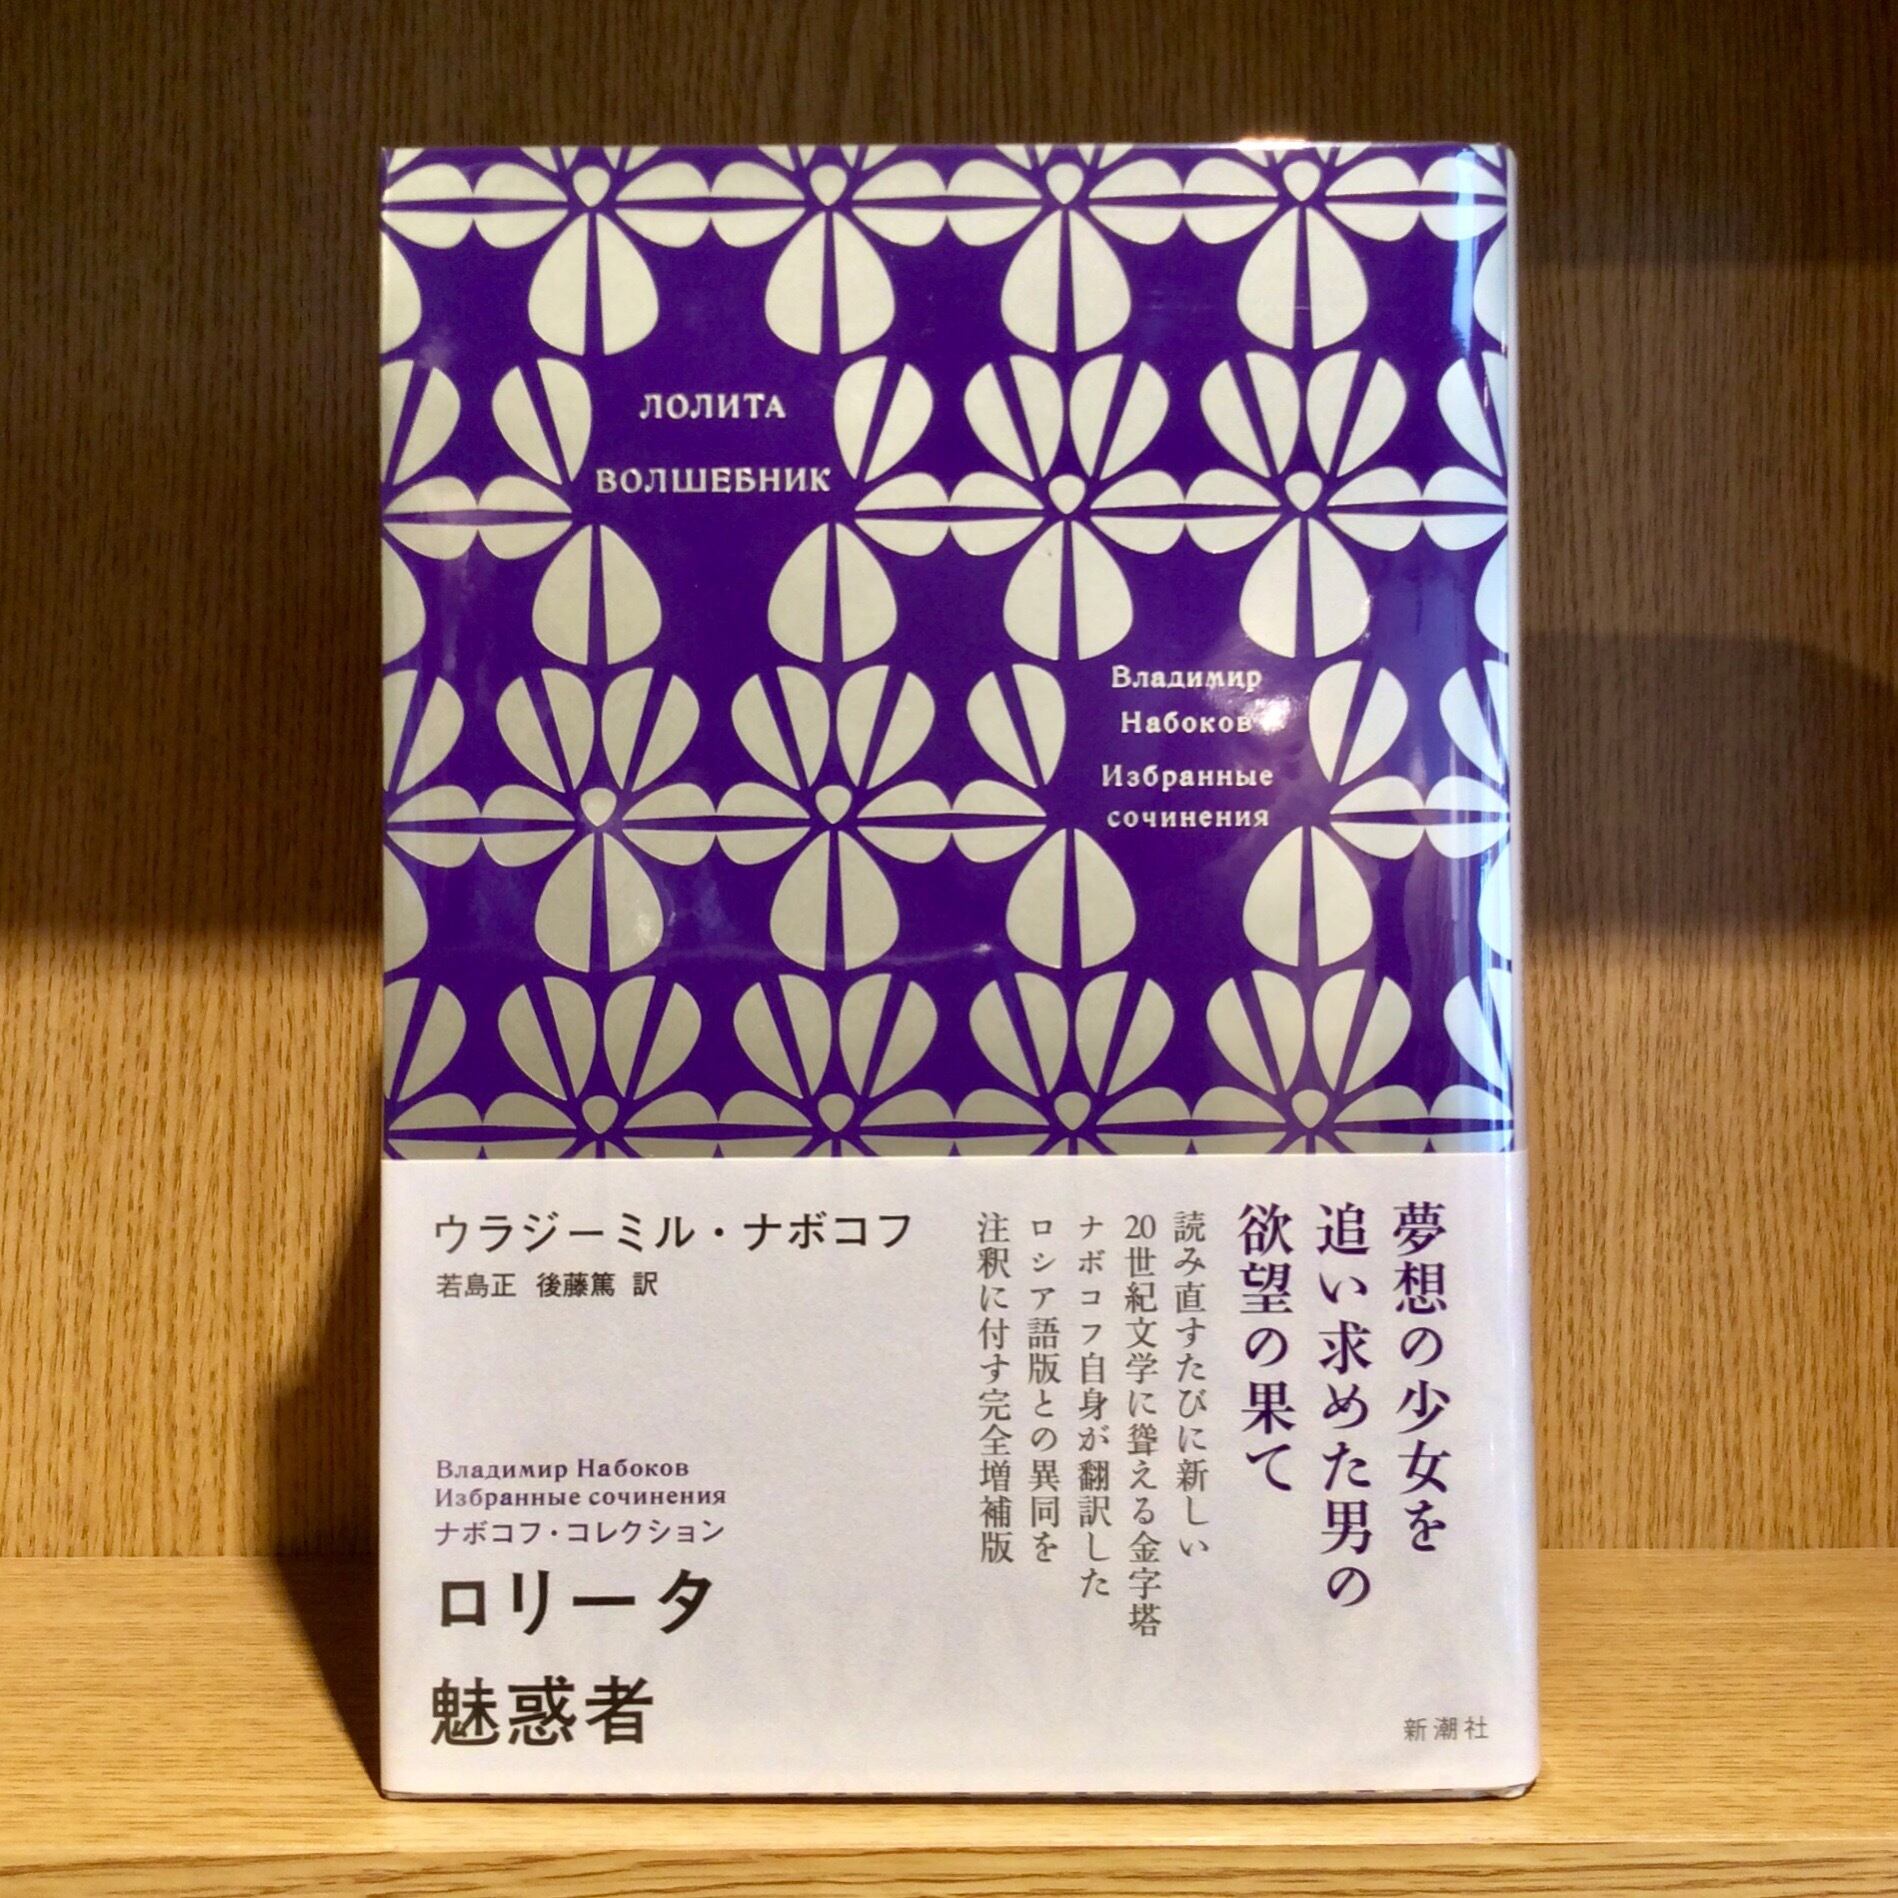 ЛОЛИТА
ВОЛШЕБНИК
Владимир
Набоков
Избранные
сочинения
ウラジーミル・ナボコフ
若島正 後藤篤 訳
夢想の少女を
追い求めた男の
欲望の果て
読み直すたびに新しい
20世紀文学に聳える金字塔
ナボコフ自身が翻訳した
ロシア語版との異同を
注釈に付す完全増補版
Владимир Набоков
Избранные сочинения
ナボコフ・コレクション
ロリータ
魅惑者
新潮社